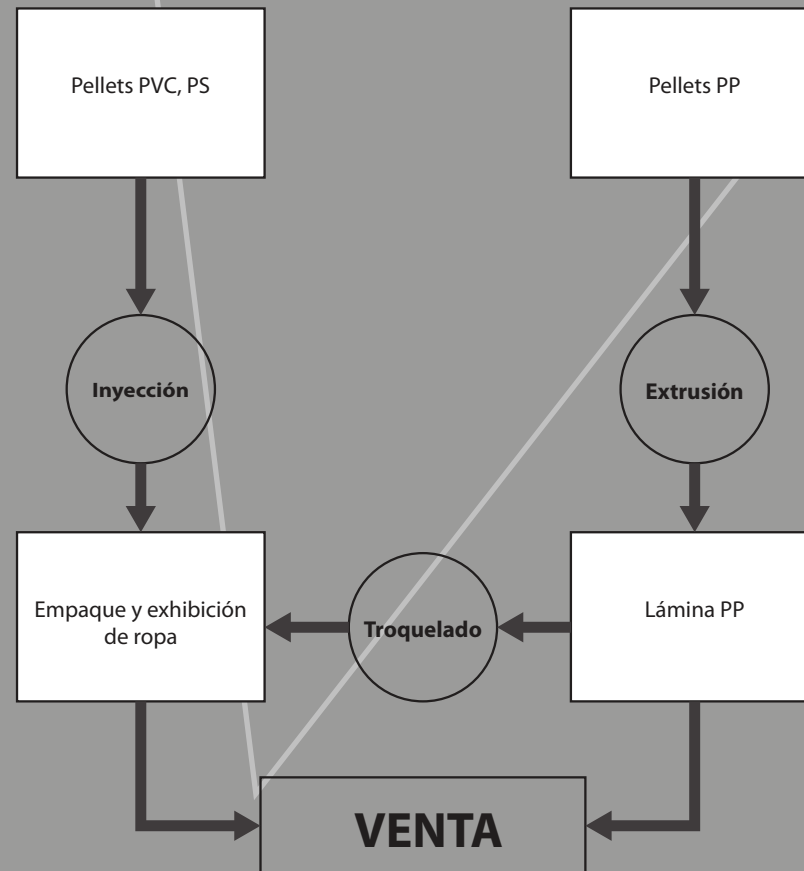 Pellets PVC, PS
Pellets PP
Inyección
Extrusión
Empaque y exhibición
de ropa
Troquelado
Lámina PP
VENTA